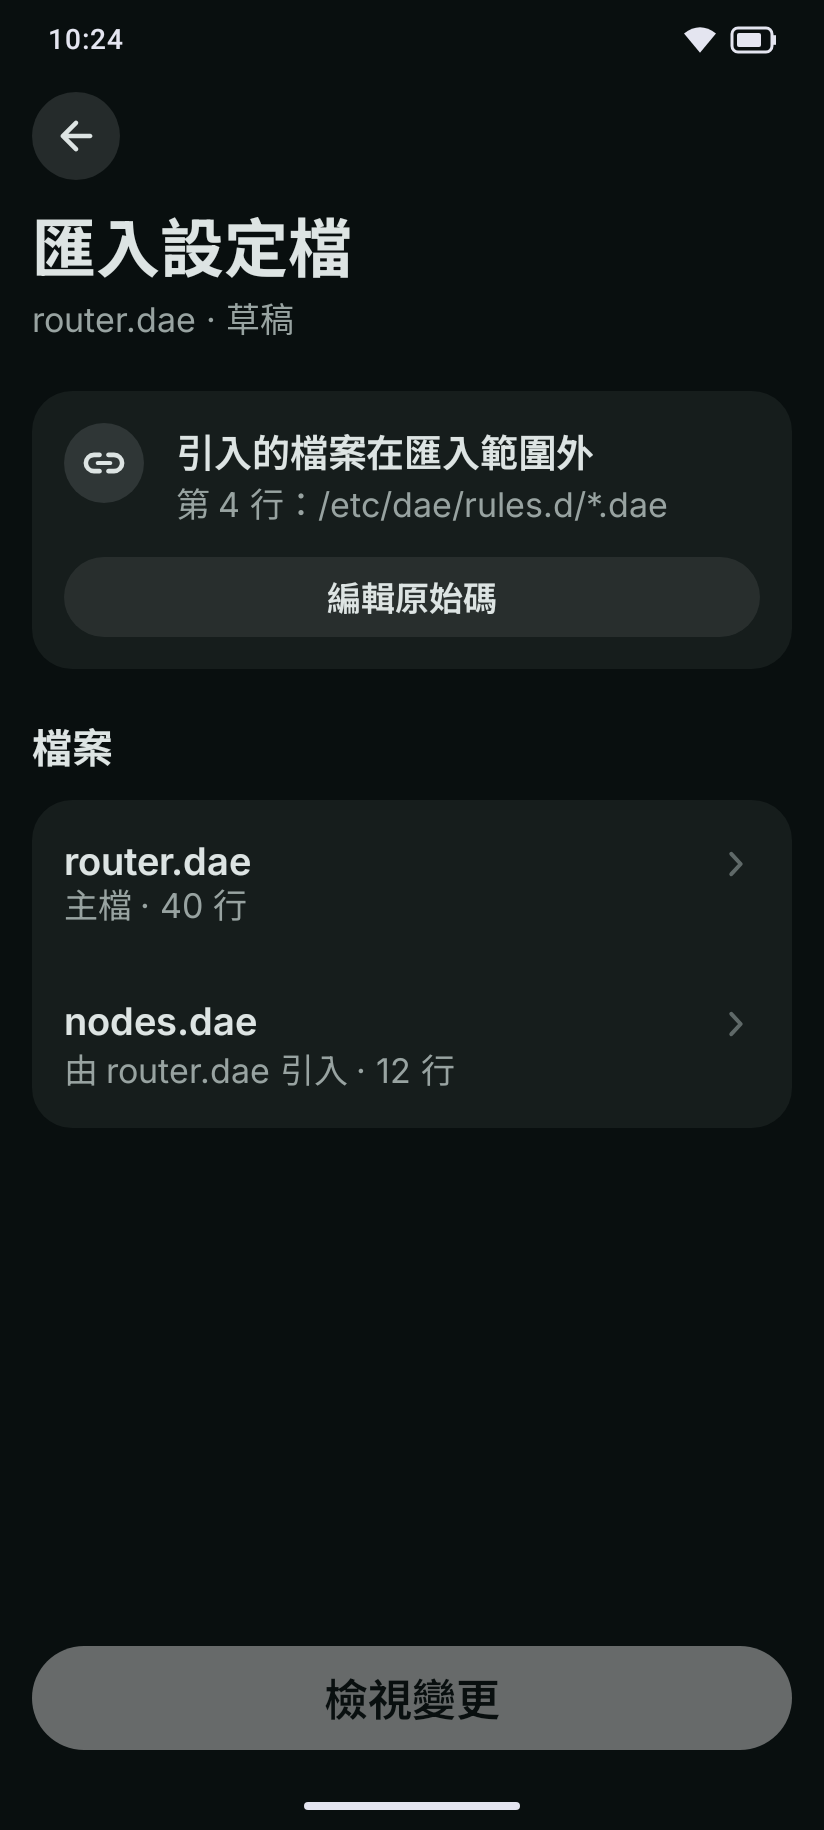 10:24
匯入設定檔
router.dae · 草稿
引入的檔案在匯入範圍外
第 4 行：/etc/dae/rules.d/*.dae
編輯原始碼
檔案
router.dae
主檔 · 40 行
nodes.dae
由 router.dae 引入 · 12 行
檢視變更